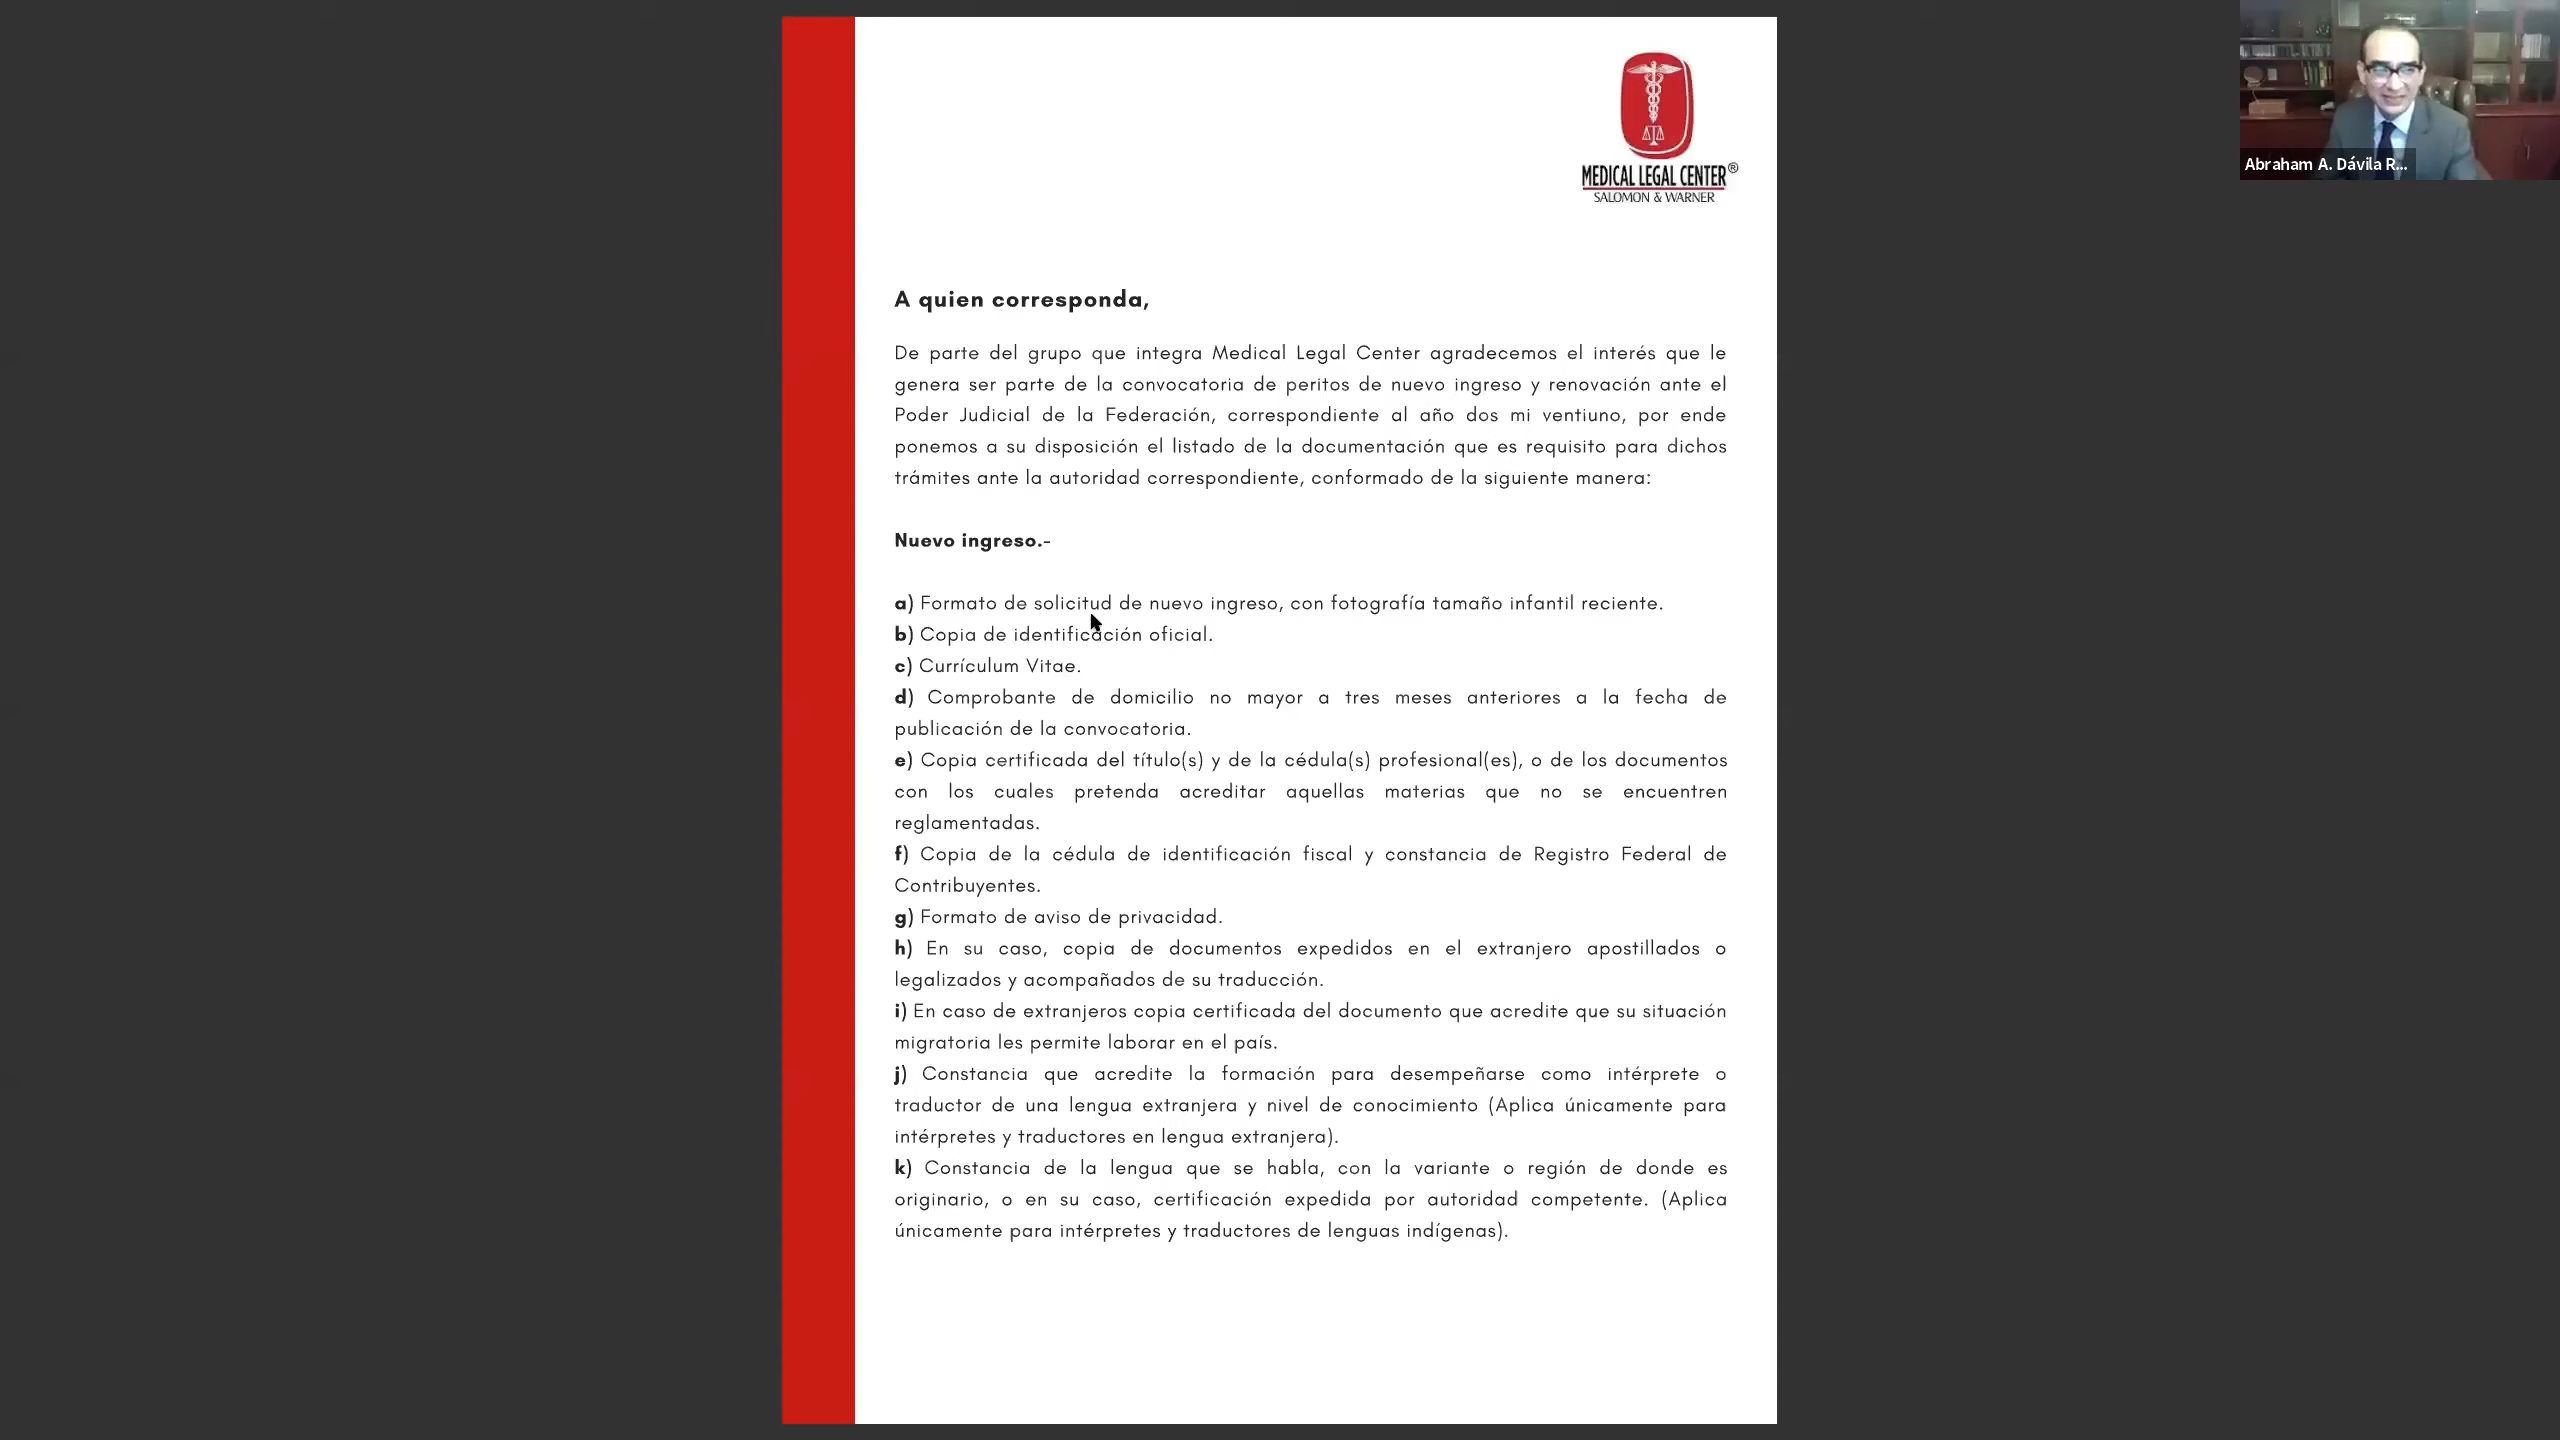 MEDICAL LEGAL CENTER®
SALOMON & WARNER
Abraham A. Dávila R...
A quien corresponda,
De parte del grupo que integra Medical Legal Center agradecemos el interés que le
genera ser parte de la convocatoria de peritos de nuevo ingreso y renovación ante el
Poder Judicial de la Federación, correspondiente al año dos mi ventiuno, por ende
ponemos a su disposición el listado de la documentación que es requisito para dichos
trámites ante la autoridad correspondiente, conformado de la siguiente manera:
Nuevo ingreso.-
a) Formato de solicitud de nuevo ingreso, con fotografía tamaño infantil reciente.
b) Copia de identificación oficial.
c) Currículum Vitae.
d) Comprobante de domicilio no mayor a tres meses anteriores a la fecha de
publicación de la convocatoria.
e) Copia certificada del título(s) y de la cédula(s) profesional(es), o de los documentos
con los cuales pretenda acreditar aquellas materias que no se encuentren
reglamentadas.
f) Copia de la cédula de identificación fiscal y constancia de Registro Federal de
Contribuyentes.
g) Formato de aviso de privacidad.
h) En su caso, copia de documentos expedidos en el extranjero apostillados o
legalizados y acompañados de su traducción.
i) En caso de extranjeros copia certificada del documento que acredite que su situación
migratoria les permite laborar en el país.
j) Constancia que acredite la formación para desempeñarse como intérprete o
traductor de una lengua extranjera y nivel de conocimiento (Aplica únicamente para
intérpretes y traductores en lengua extranjera).
k) Constancia de la lengua que se habla, con la variante o región de donde es
originario, o en su caso, certificación expedida por autoridad competente. (Aplica
únicamente para intérpretes y traductores de lenguas indígenas).